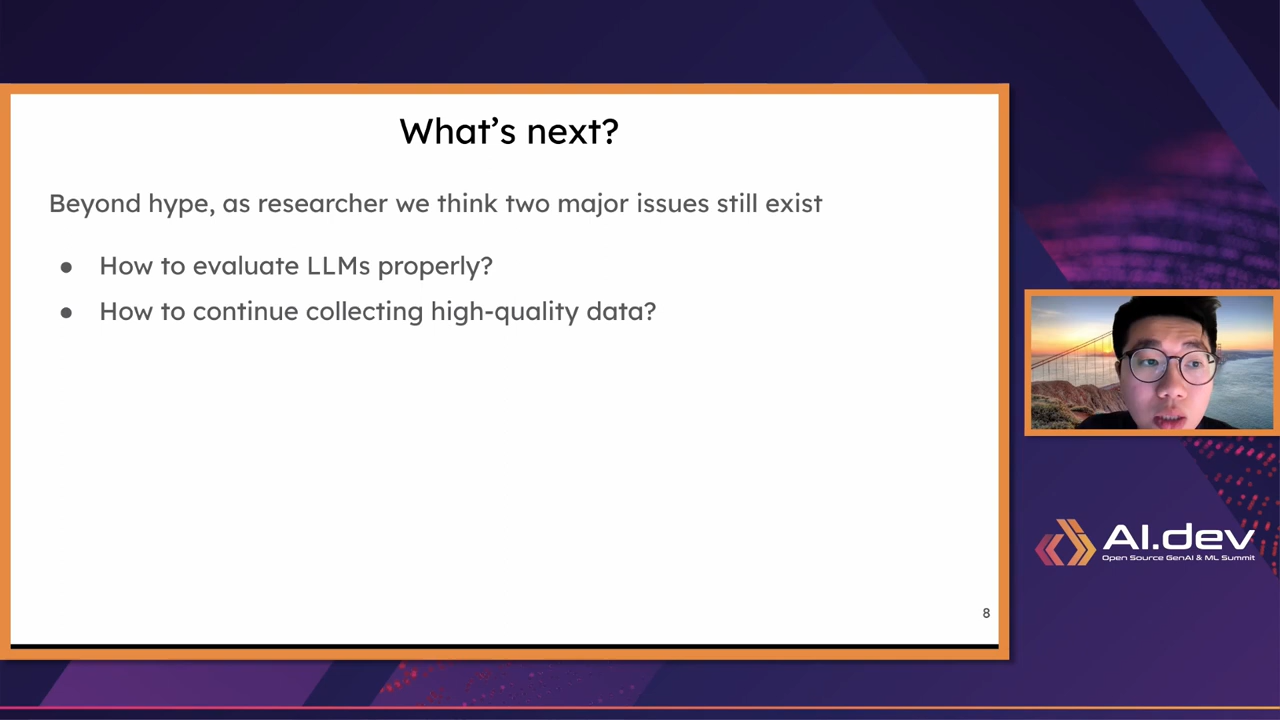 What's next?
Beyond hype, as researcher we think two major issues still exist
● How to evaluate LLMs properly?
● How to continue collecting high-quality data?
8
AI.dev
Open Source GenAI & ML Summit